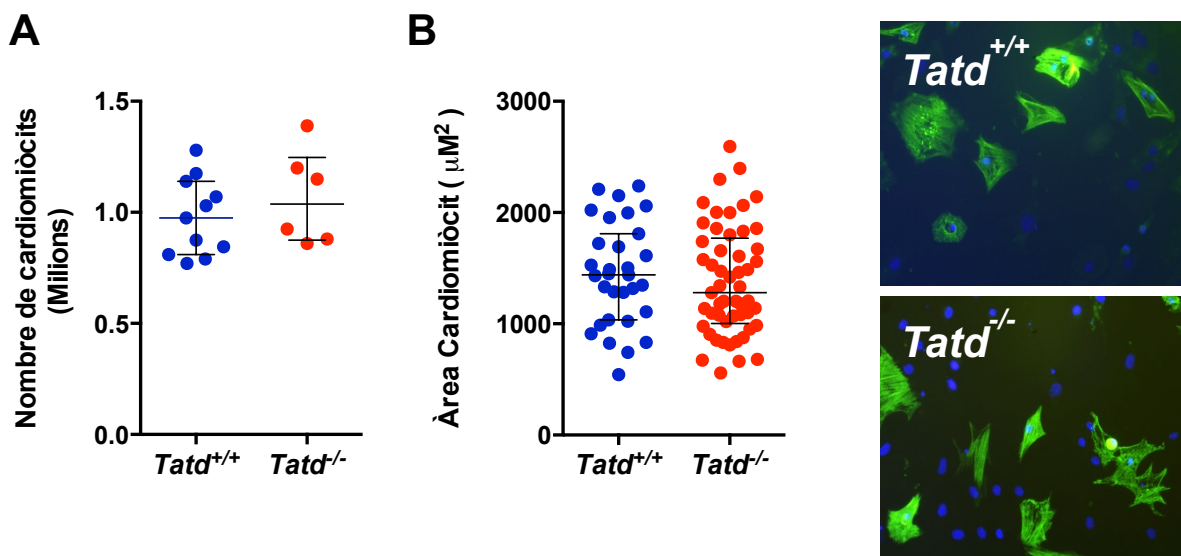 A
Nombre de cardiomiòcits
(Milions)
1.5
1.0
0.5
0.0
Tatd+/+
Tatd-/-
B
Àrea Cardiomiòcit ( μM2 )
3000
2000
1000
0
Tatd+/+
Tatd-/-
Tatd+/+
Tatd-/-